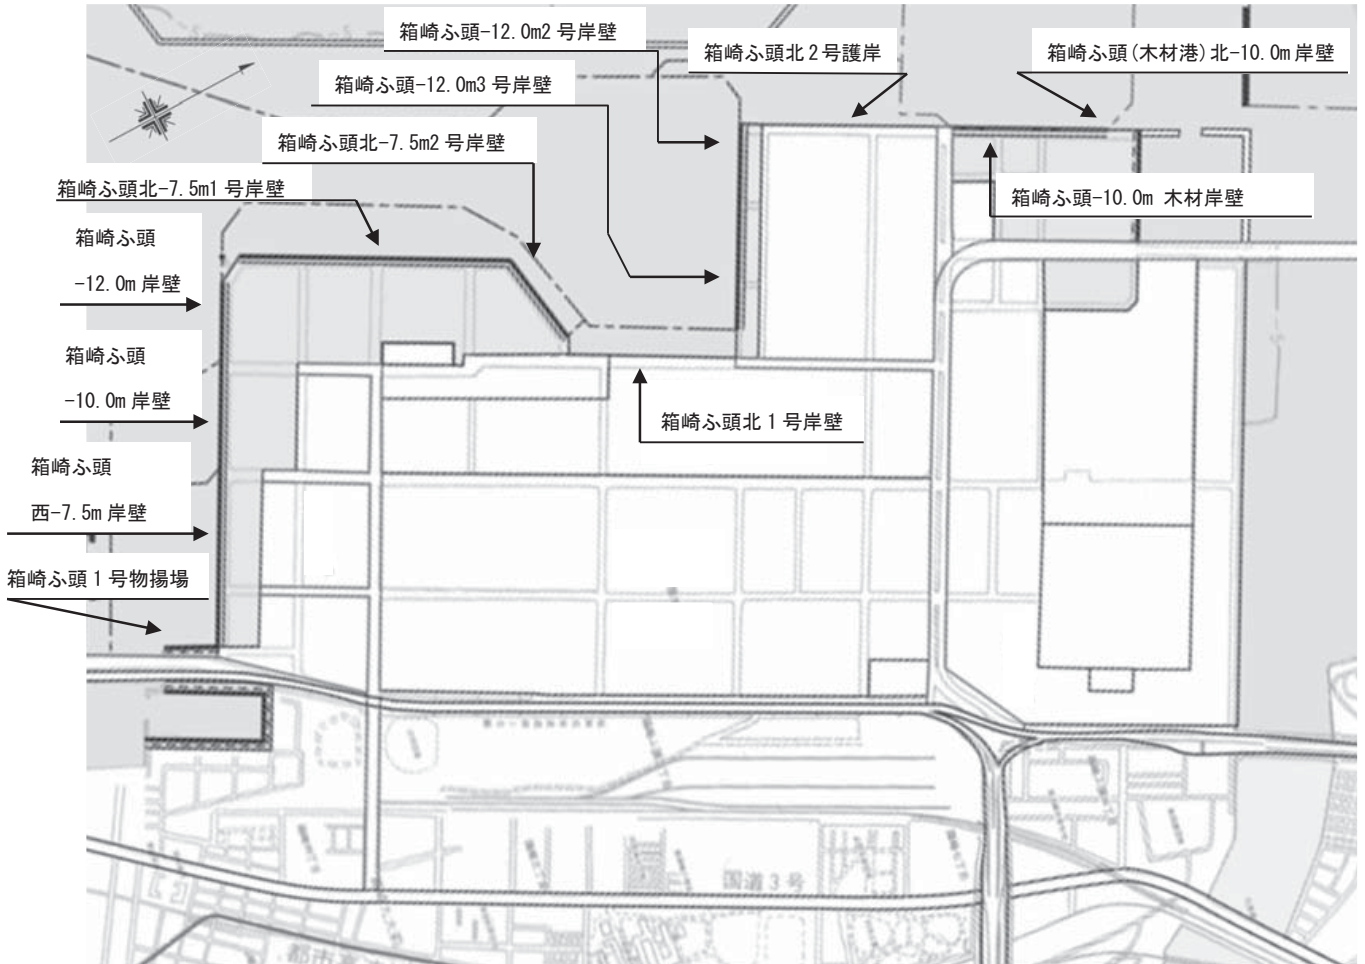 箱崎ふ頭-12.0m2号岸壁
箱崎ふ頭北2号護岸
箱崎ふ頭(木材港)北-10.0m岸壁
箱崎ふ頭-12.0m3号岸壁
箱崎ふ頭北-7.5m2号岸壁
箱崎ふ頭北-7.5m1号岸壁
箱崎ふ頭-10.0m 木材岸壁
箱崎ふ頭
-12.0m岸壁
箱崎ふ頭
-10.0m岸壁
箱崎ふ頭北1号岸壁
箱崎ふ頭
西-7.5m岸壁
箱崎ふ頭1号物揚場
国道3号